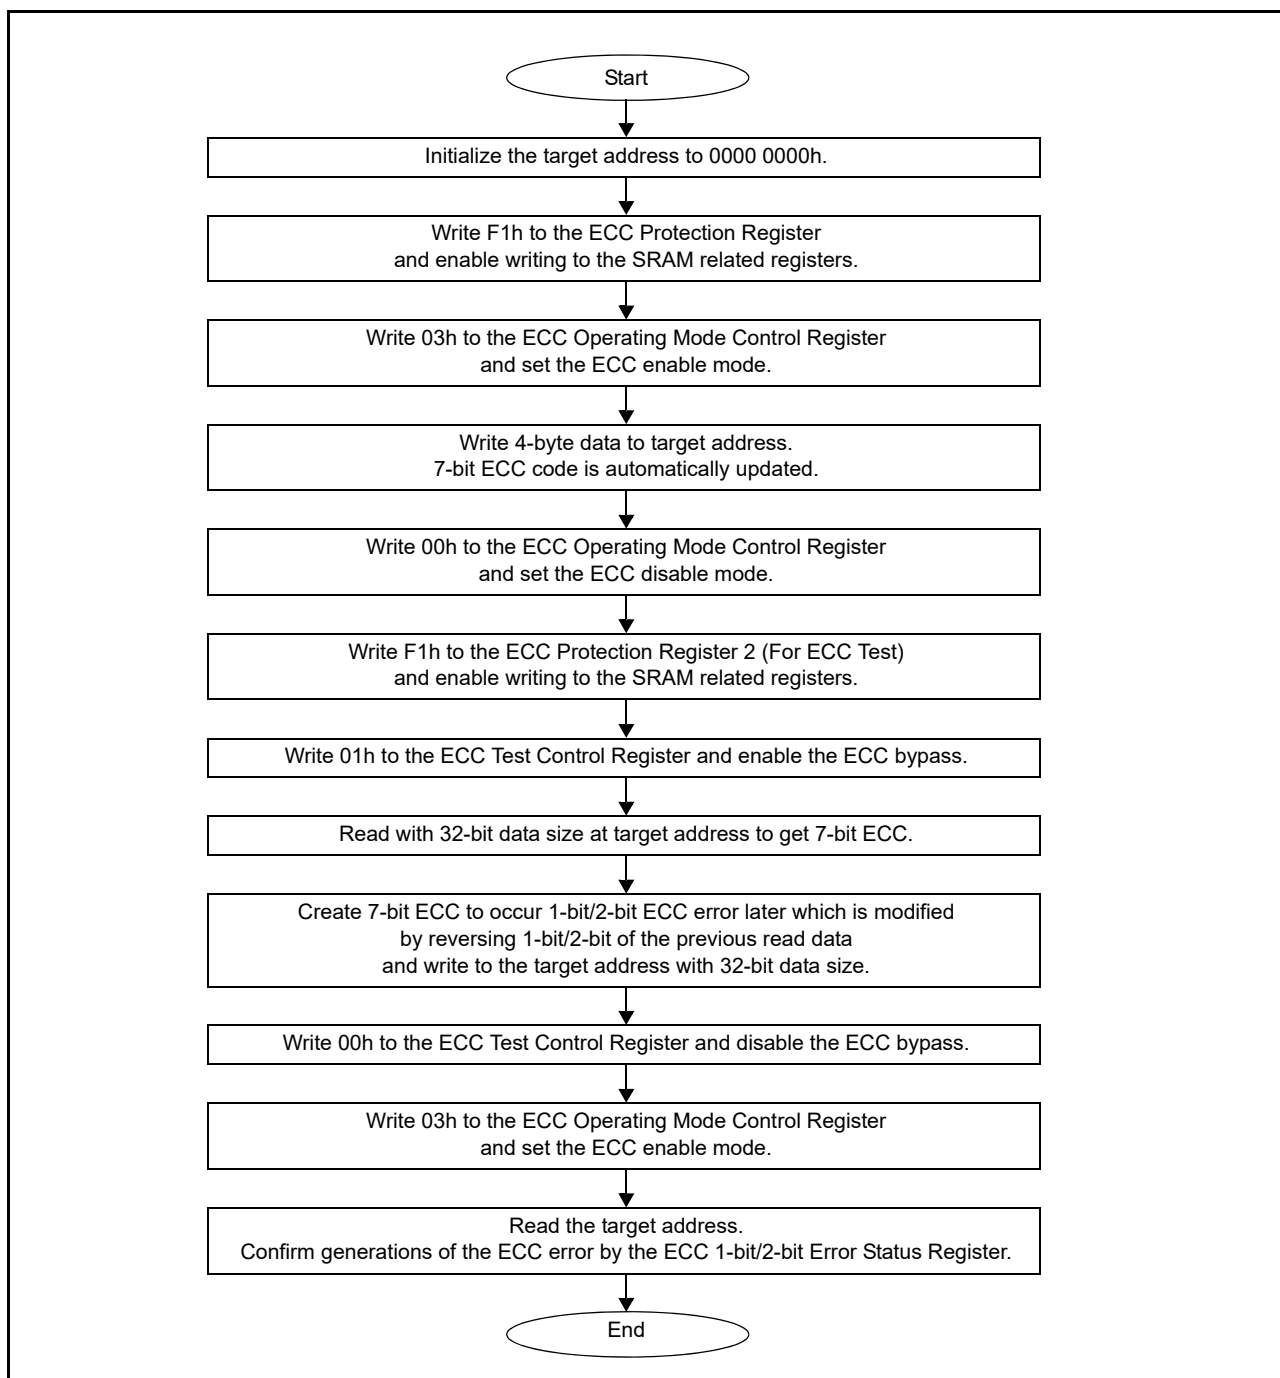 Start
Initialize the target address to 0000 0000h.
Write F1h to the ECC Protection Register
and enable writing to the SRAM related registers.
Write 03h to the ECC Operating Mode Control Register
and set the ECC enable mode.
Write 4-byte data to target address.
7-bit ECC code is automatically updated.
Write 00h to the ECC Operating Mode Control Register
and set the ECC disable mode.
Write F1h to the ECC Protection Register 2 (For ECC Test)
and enable writing to the SRAM related registers.
Write 01h to the ECC Test Control Register and enable the ECC bypass.
Read with 32-bit data size at target address to get 7-bit ECC.
Create 7-bit ECC to occur 1-bit/2-bit ECC error later which is modified
by reversing 1-bit/2-bit of the previous read data
and write to the target address with 32-bit data size.
Write 00h to the ECC Test Control Register and disable the ECC bypass.
Write 03h to the ECC Operating Mode Control Register
and set the ECC enable mode.
Read the target address.
Confirm generations of the ECC error by the ECC 1-bit/2-bit Error Status Register.
End